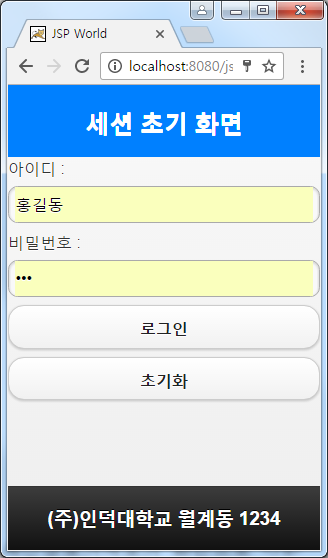 JSP World
localhost:8080/js
세션 초기 화면
아이디 :
홍길동
비밀번호 :
•••
로그인
초기화
(주)인덕대학교 월계동 1234